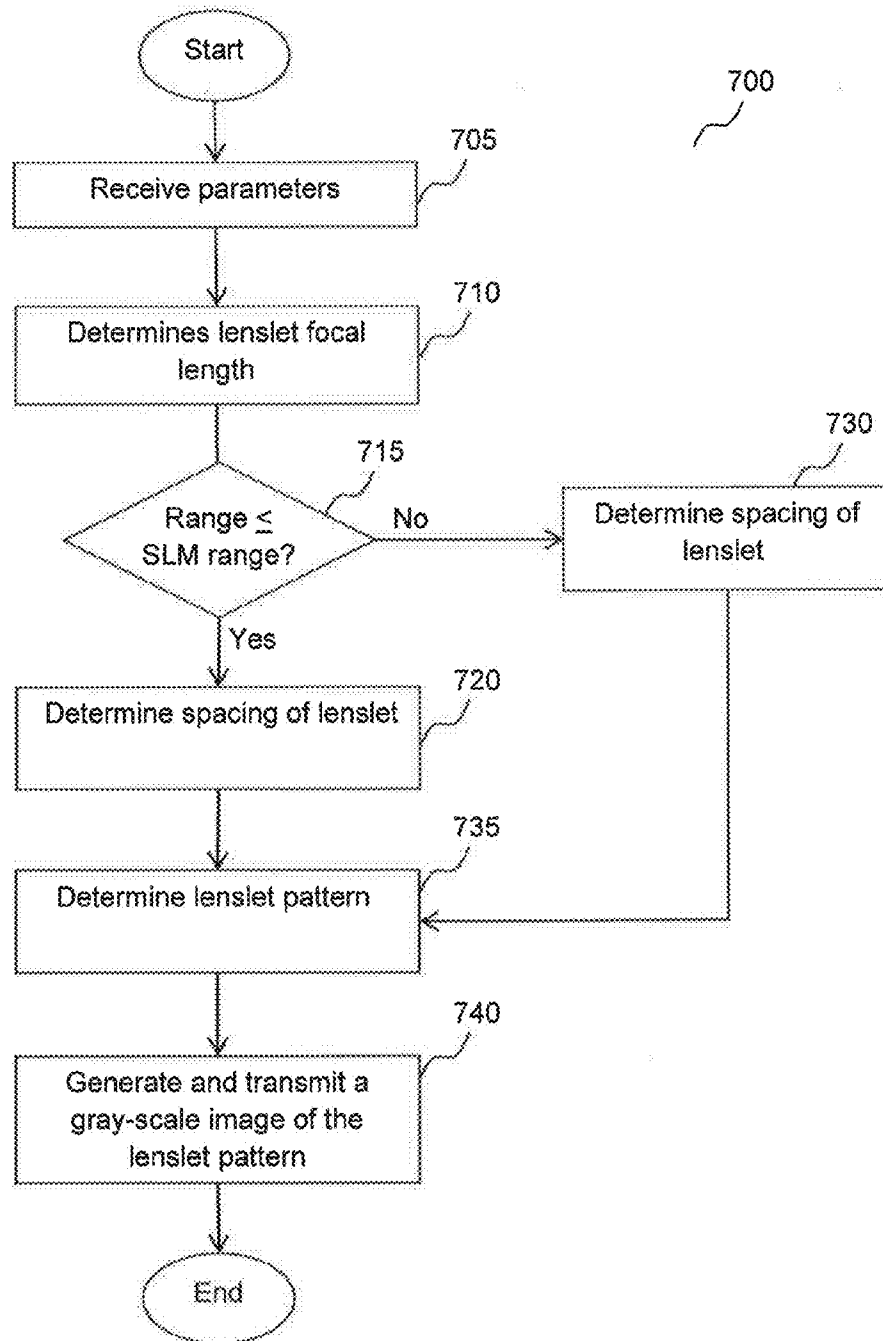 Start
700
705
Receive parameters
710
Determines lenslet focal
length
715
730
Range ≤
SLM range?
No
Determine spacing of
lenslet
Yes
720
Determine spacing of lenslet
735
Determine lenslet pattern
740
Generate and transmit a
gray-scale image of the
lenslet pattern
End